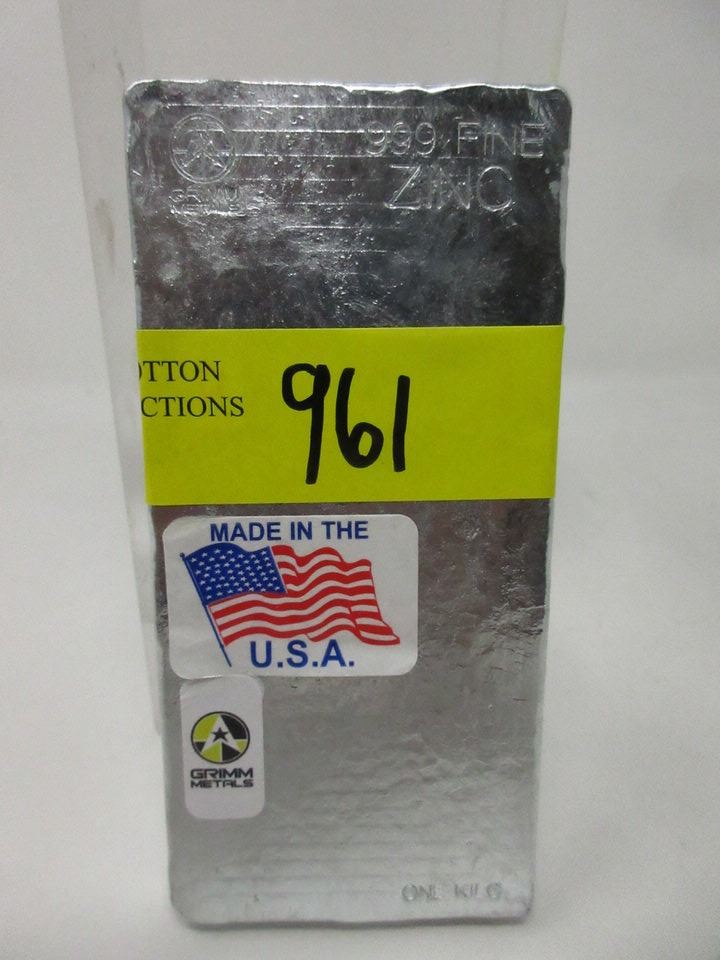 999 FINE
ZINC
OTTON
CTIONS
961
MADE IN THE
U.S.A.
GRIMM
METALS
ONE KILO